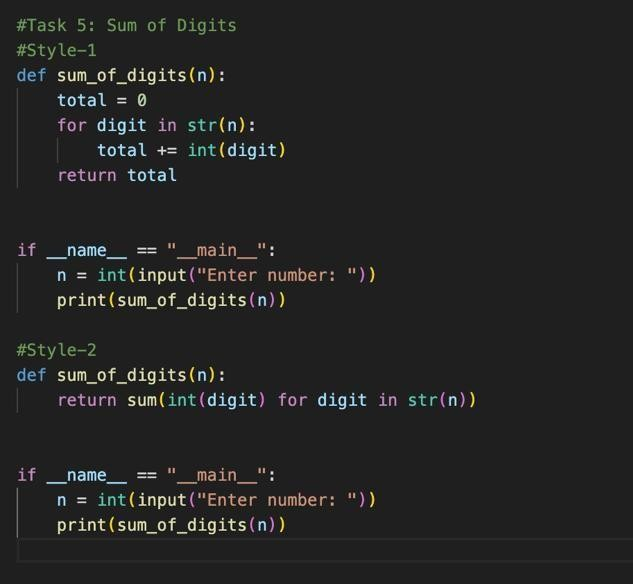 #Task 5: Sum of Digits
#Style-1
def sum_of_digits(n):
    total = 0
    for digit in str(n):
        total += int(digit)
    return total
if __name__ == "__main__":
    n = int(input("Enter number: "))
    print(sum_of_digits(n))
#Style-2
def sum_of_digits(n):
    return sum(int(digit) for digit in str(n))
if __name__ == "__main__":
    n = int(input("Enter number: "))
    print(sum_of_digits(n))